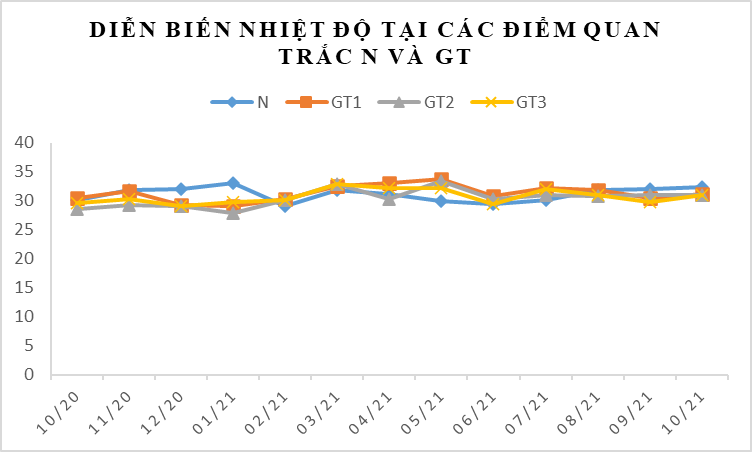 DIỄN BIẾN NHIỆT ĐỘ TẠI CÁC ĐIỂM QUAN
TRẮC N VÀ GT
N GT1 GT2 GT3
40
35
30
25
20
15
10
5
0
10/20 11/20 12/20 01/21 02/21 03/21 04/21 05/21 06/21 07/21 08/21 09/21 10/21